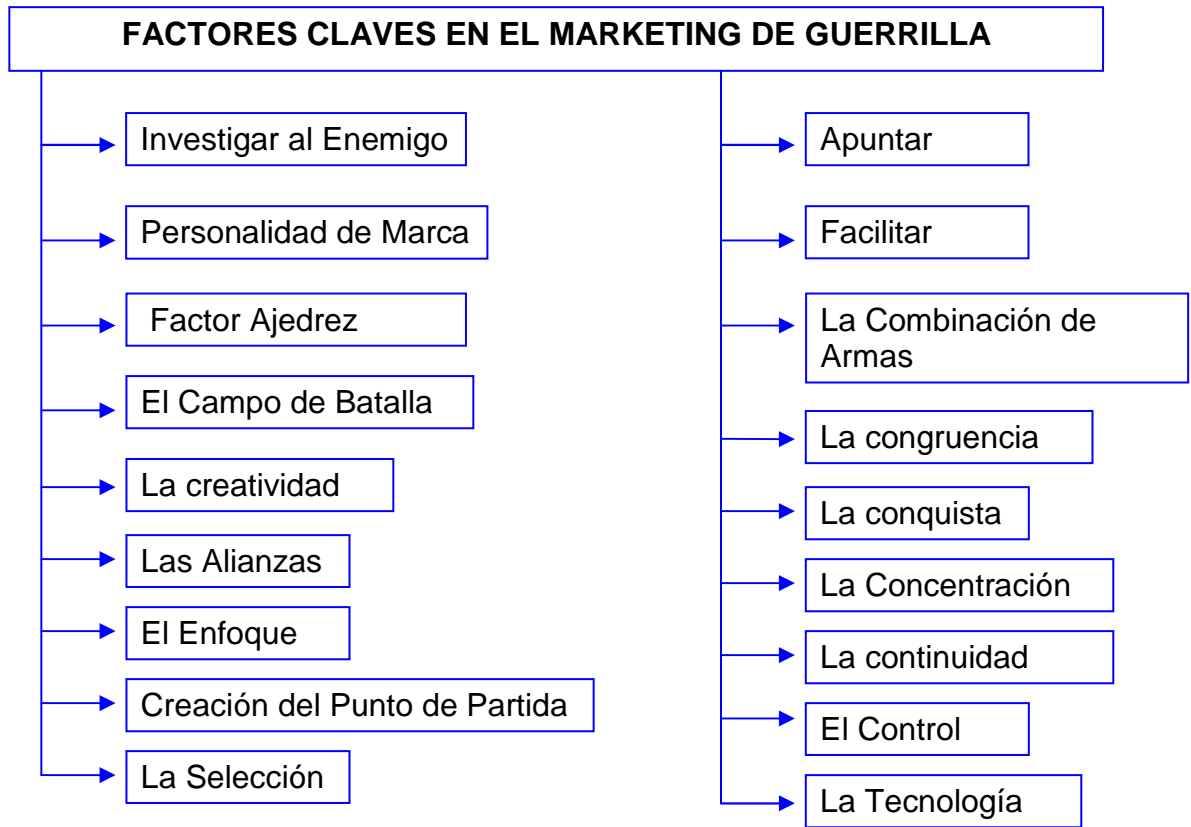 FACTORES CLAVES EN EL MARKETING DE GUERRILLA
Investigar al Enemigo
Personalidad de Marca
Factor Ajedrez
El Campo de Batalla
La creatividad
Las Alianzas
El Enfoque
Creación del Punto de Partida
La Selección
Apuntar
Facilitar
La Combinación de
Armas
La congruencia
La conquista
La Concentración
La continuidad
El Control
La Tecnología